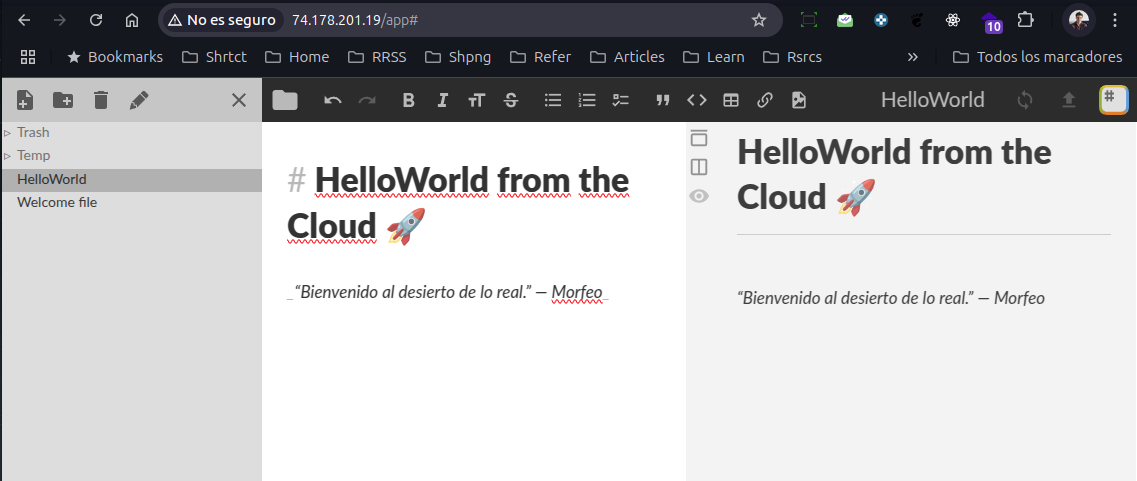 No es seguro 74.178.201.19/app#
10
Bookmarks Shrtct Home RRSS Shpng Refer Articles Learn Rsrcs » Todos los marcadores
B I T T S HelloWorld #
Trash
Temp
HelloWorld
Welcome file
# HelloWorld from the
Cloud 🚀
_“Bienvenido al desierto de lo real.” — Morfeo_
HelloWorld from the
Cloud 🚀
“Bienvenido al desierto de lo real.” — Morfeo